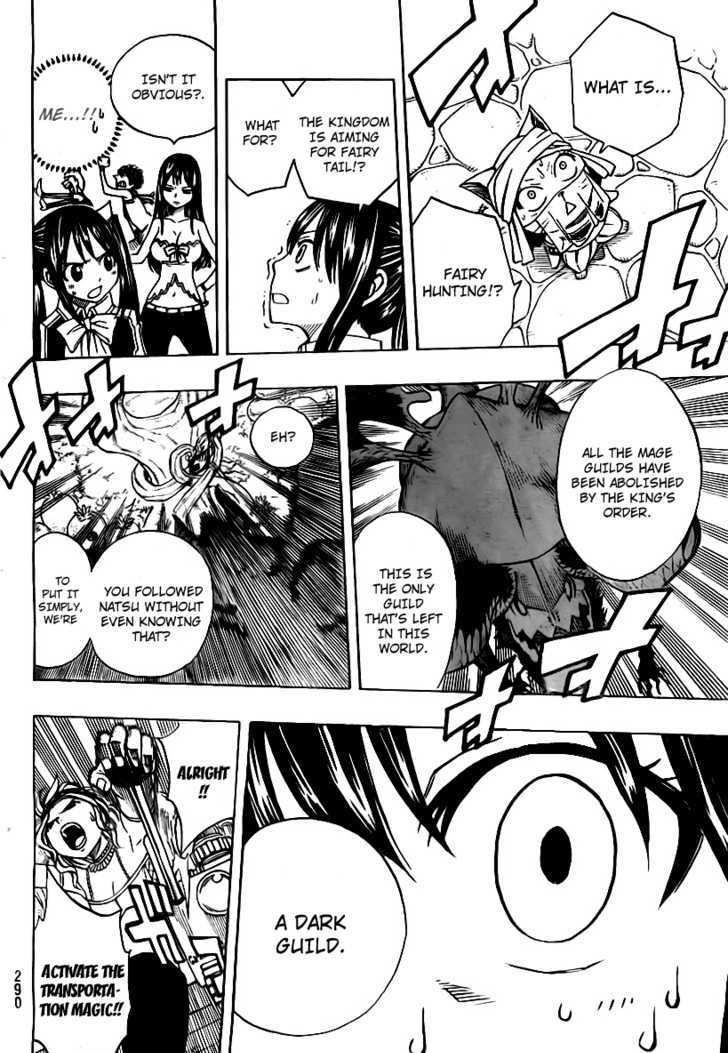 WHAT IS...
FAIRY
HUNTING!?
THE KINGDOM
IS AIMING
FOR FAIRY
TAIL!?
WHAT
FOR?
ISN'T IT
OBVIOUS?.
ME...!!
ALL THE MAGE
GUILDS HAVE
BEEN ABOLISHED
BY THE KING'S
ORDER.
THIS IS
THE ONLY
GUILD
THAT'S LEFT
IN THIS
WORLD.
EH?
YOU FOLLOWED
NATSU WITHOUT
EVEN KNOWING
THAT?
TO
PUT IT
SIMPLY,
WE'RE
A DARK
GUILD.
ALRIGHT
!!
ACTIVATE THE
TRANSPORTA-
TION MAGIC!!
290